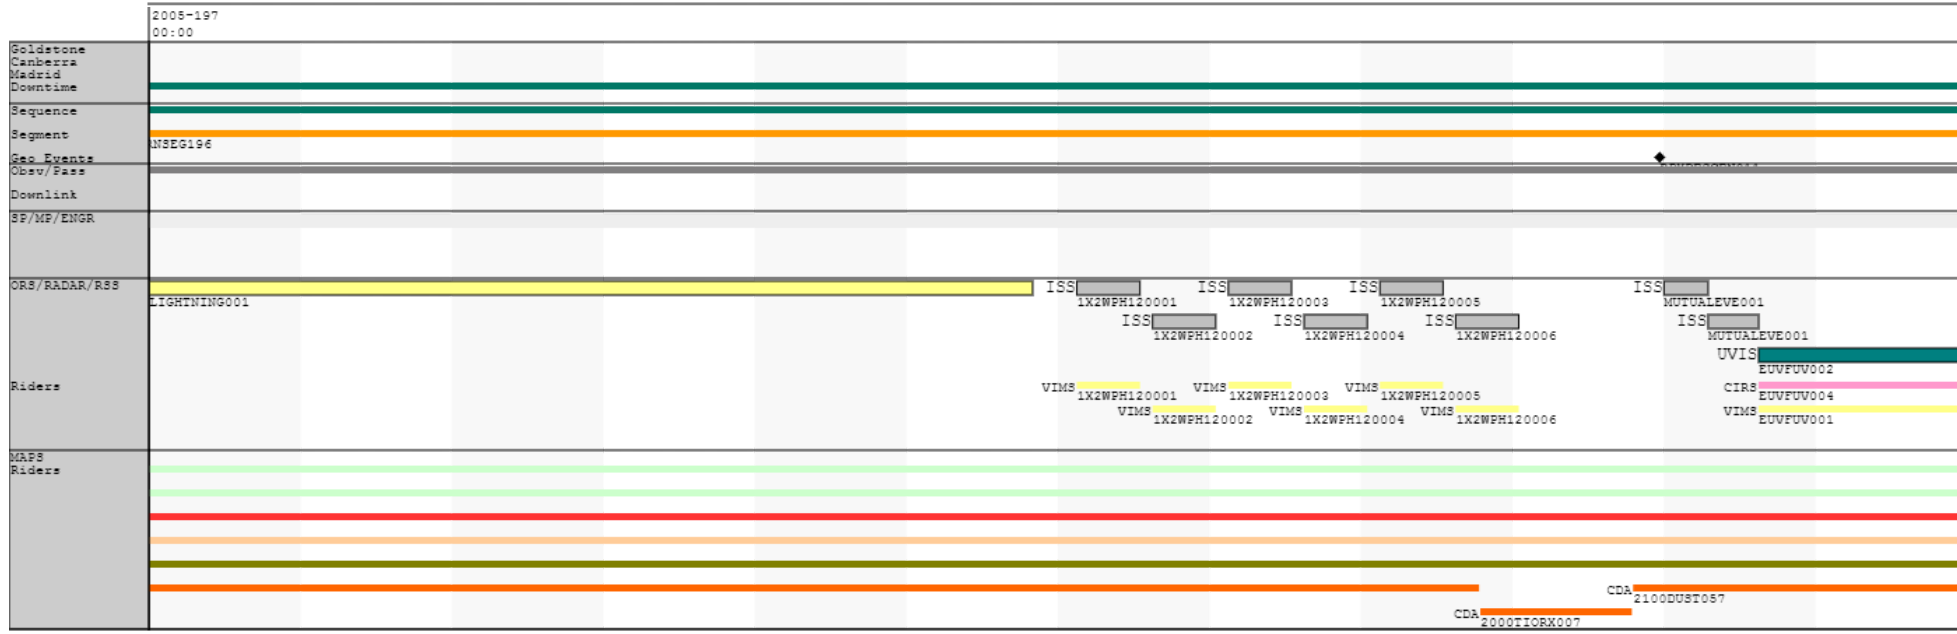 2005-197
00:00
Goldstone
Canberra
Madrid
Downtime
Sequence
Segment
NSEG196
Geo Events
Obsv/Pass
Downlink
SP/MP/ENGR
ORS/RADAR/RSS
ISS ISS ISS ISS
LIGHTNING001 1X2WPH120001 1X2WPH120003 1X2WPH120005 MUTUALEVE001
ISS ISS ISS ISS
1X2WPH120002 1X2WPH120004 1X2WPH120006 MUTUALEVE001
UVIS
EUVFUV002
Riders VIMS VIMS VIMS CIRS
1X2WPH120001 1X2WPH120003 1X2WPH120005 EUVFUV004
VIMS VIMS VIMS VIMS
1X2WPH120002 1X2WPH120004 1X2WPH120006 EUVFUV001
MAPS
Riders
CDA
2100DUST057
CDA
2000TIORX007